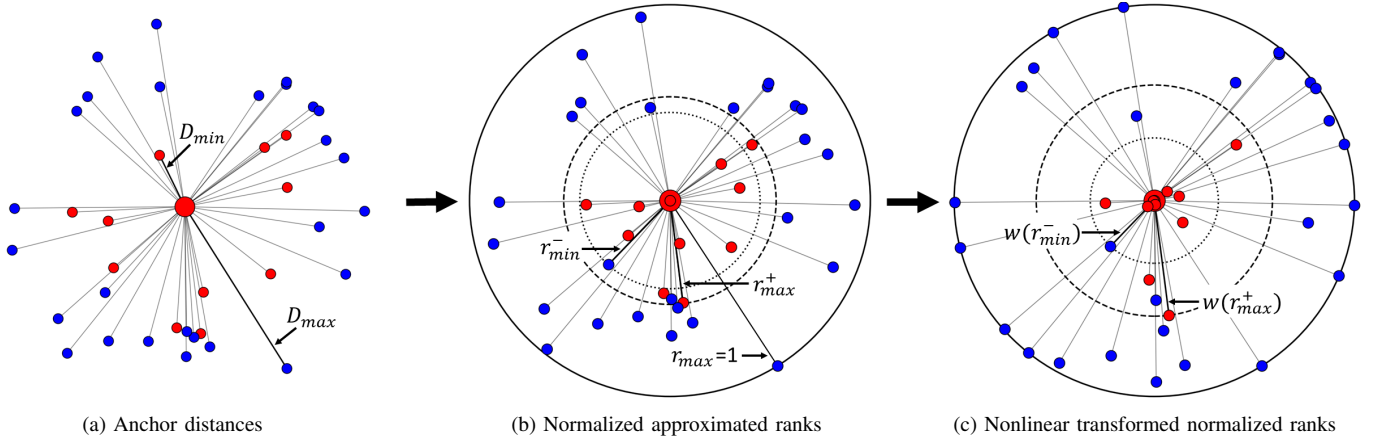 D_min
D_max
(a) Anchor distances
r^-_min
r^+_max
r_max=1
(b) Normalized approximated ranks
w(r^-_min)
w(r^+_max)
(c) Nonlinear transformed normalized ranks